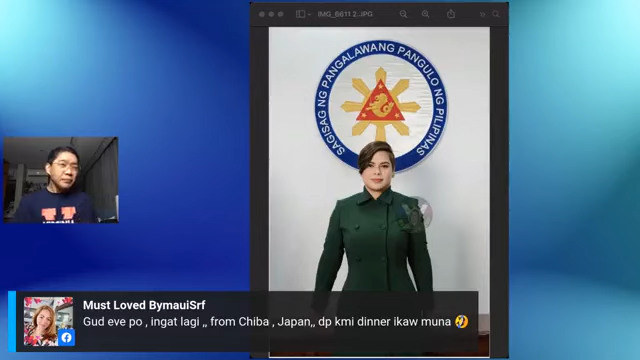 IMG_6611 2.JPG
SAGISAG NG PANGALAWANG PANGULO NG PILIPINAS
Must Loved BymauiSrf
Gud eve po , ingat lagi ,, from Chiba , Japan,, dp kmi dinner ikaw muna 🤣